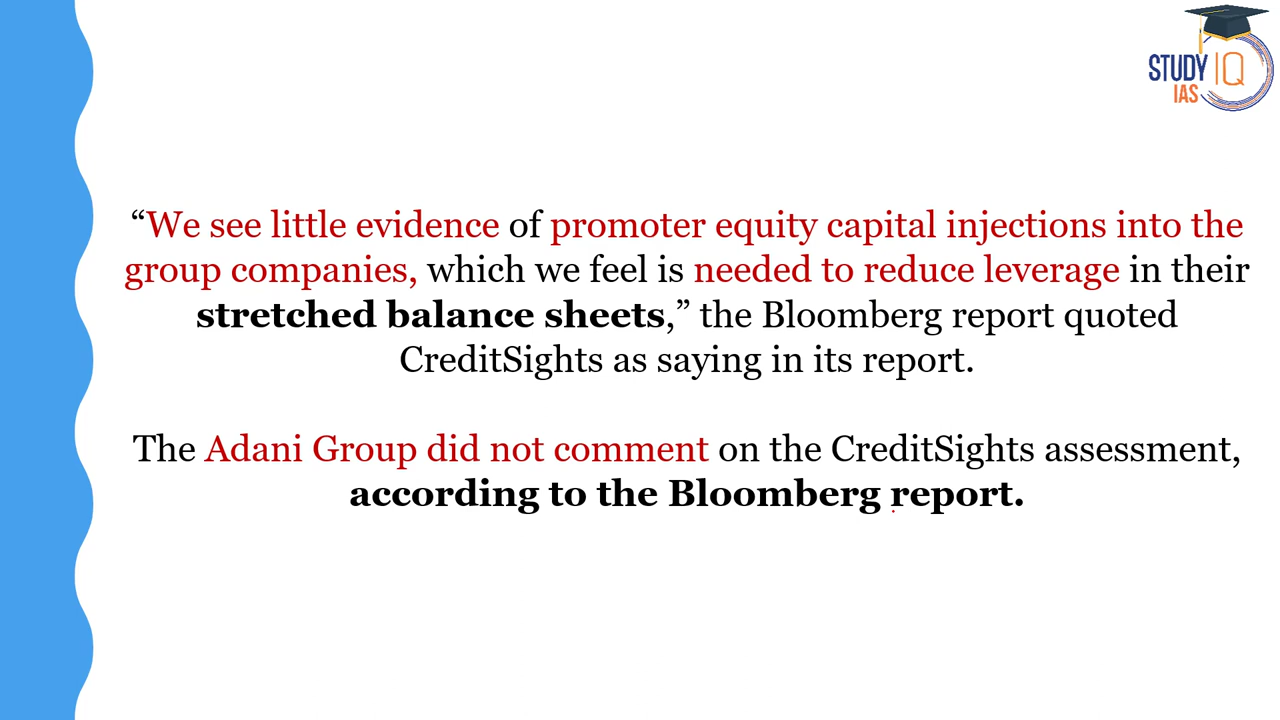 STUDY IQ
IAS
“We see little evidence of promoter equity capital injections into the
group companies, which we feel is needed to reduce leverage in their
stretched balance sheets,” the Bloomberg report quoted
CreditSights as saying in its report.
The Adani Group did not comment on the CreditSights assessment,
according to the Bloomberg report.